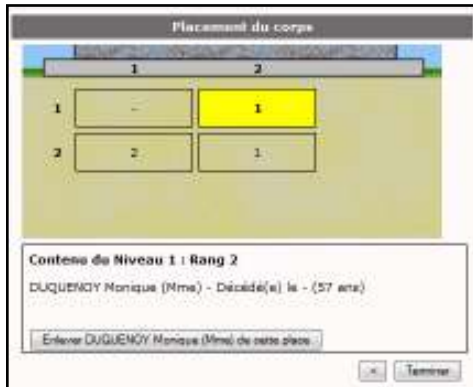 Placement du corps
1 2
1 - 1
2 2 1
Contenu du Niveau 1 : Rang 2
DUQUENOY Monique (Mme) - Décédé(e) le - (57 ans)
Enlever DUQUENOY Monique (Mme) de cette place
< Terminer